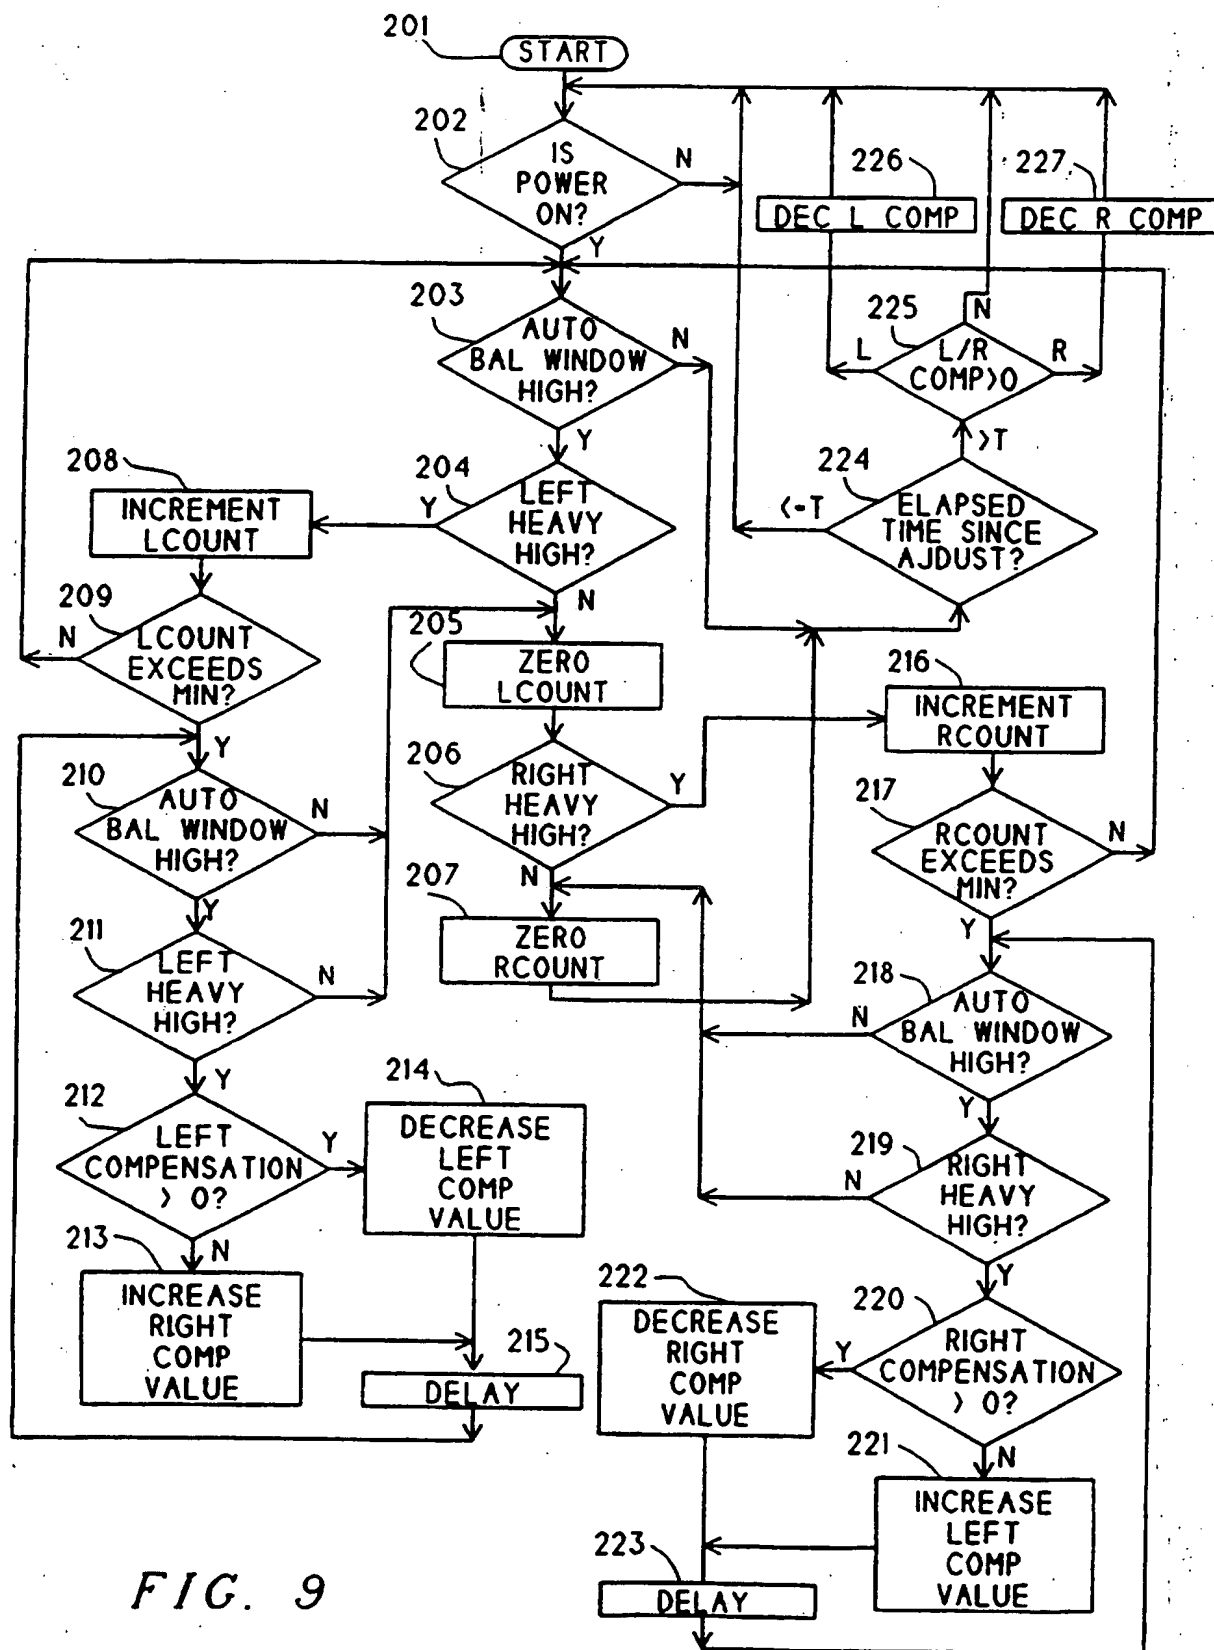 201
START
202
IS
POWER
ON?
N
Y
226
DEC L COMP
227
DEC R COMP
203
AUTO
BAL WINDOW
HIGH?
N
Y
225
L/R
COMP>0
L
N
R
>T
224
ELAPSED
TIME SINCE
AJDUST?
<-T
204
LEFT
HEAVY
HIGH?
Y
N
208
INCREMENT
LCOUNT
209
LCOUNT
EXCEEDS
MIN?
N
Y
205
ZERO
LCOUNT
206
RIGHT
HEAVY
HIGH?
Y
N
207
ZERO
RCOUNT
216
INCREMENT
RCOUNT
217
RCOUNT
EXCEEDS
MIN?
N
Y
210
AUTO
BAL WINDOW
HIGH?
N
Y
211
LEFT
HEAVY
HIGH?
N
Y
212
LEFT
COMPENSATION
> 0?
Y
N
214
DECREASE
LEFT
COMP
VALUE
213
INCREASE
RIGHT
COMP
VALUE
215
DELAY
218
AUTO
BAL WINDOW
HIGH?
N
Y
219
RIGHT
HEAVY
HIGH?
N
Y
220
RIGHT
COMPENSATION
> 0?
Y
N
222
DECREASE
RIGHT
COMP
VALUE
221
INCREASE
LEFT
COMP
VALUE
223
DELAY
FIG. 9